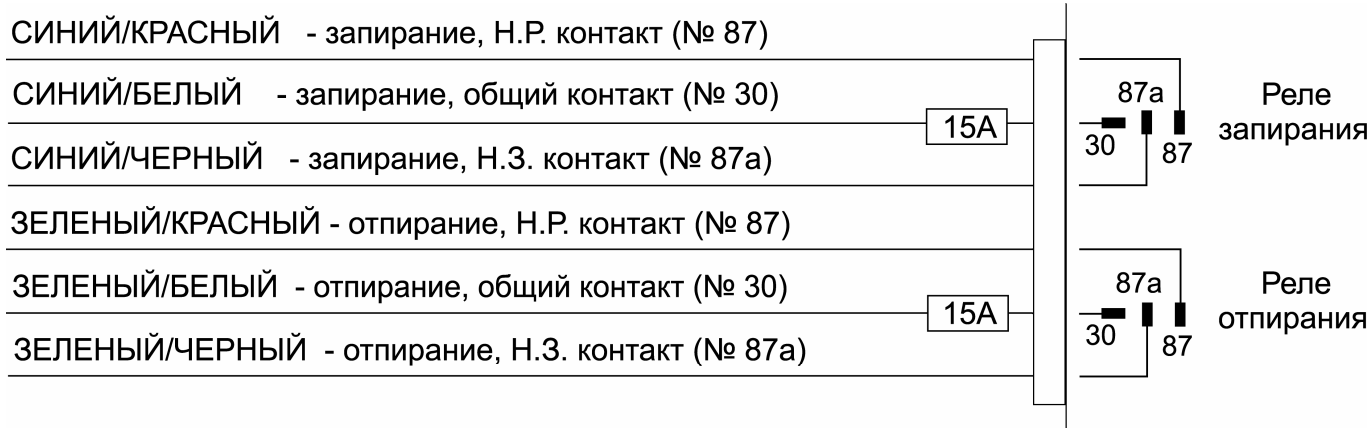 СИНИЙ/КРАСНЫЙ - запирание, Н.Р. контакт (№ 87)
СИНИЙ/БЕЛЫЙ - запирание, общий контакт (№ 30)
15А
СИНИЙ/ЧЕРНЫЙ - запирание, Н.З. контакт (№ 87а)
87а
30
87
Реле
запирания
ЗЕЛЕНЫЙ/КРАСНЫЙ - отпирание, Н.Р. контакт (№ 87)
ЗЕЛЕНЫЙ/БЕЛЫЙ - отпирание, общий контакт (№ 30)
15А
ЗЕЛЕНЫЙ/ЧЕРНЫЙ - отпирание, Н.З. контакт (№ 87а)
87а
30
87
Реле
отпирания